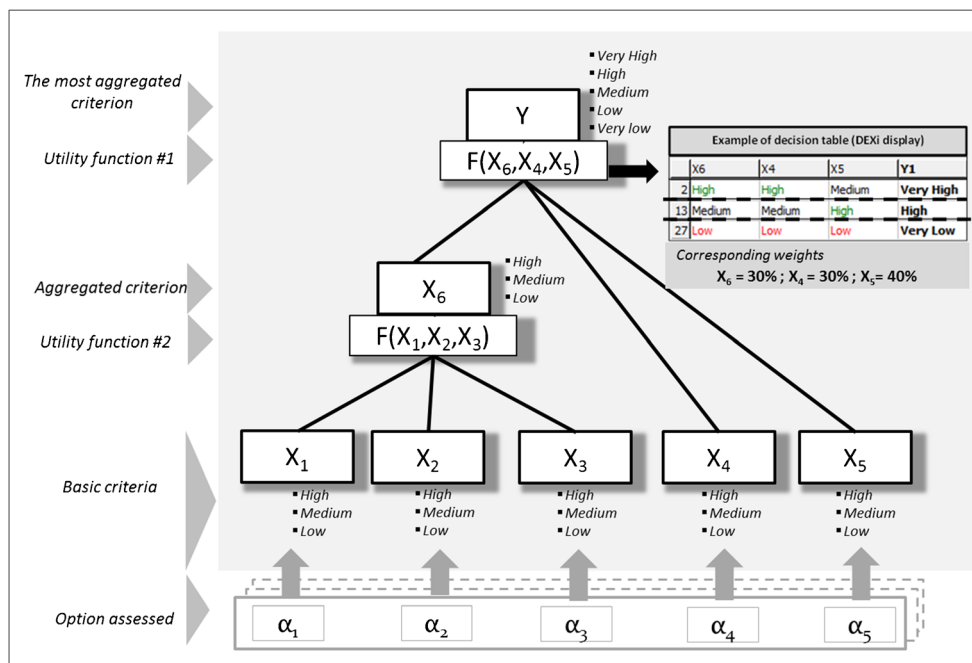 The most aggregated
criterion
Utility function #1
Aggregated criterion
Utility function #2
Basic criteria
Option assessed
▪ Very High
▪ High
▪ Medium
▪ Low
▪ Very low
Y
F(X₆,X₄,X₅)
Example of decision table (DEXi display)
X6 X4 X5 Y1
2 High High Medium Very High
13 Medium Medium High High
27 Low Low Low Very Low
Corresponding weights
X₆ = 30% ; X₄ = 30% ; X₅= 40%
▪ High
▪ Medium
▪ Low
X₆
F(X₁,X₂,X₃)
X₁ X₂ X₃ X₄ X₅
▪ High ▪ High ▪ High ▪ High ▪ High
▪ Medium ▪ Medium ▪ Medium ▪ Medium ▪ Medium
▪ Low ▪ Low ▪ Low ▪ Low ▪ Low
α₁ α₂ α₃ α₄ α₅